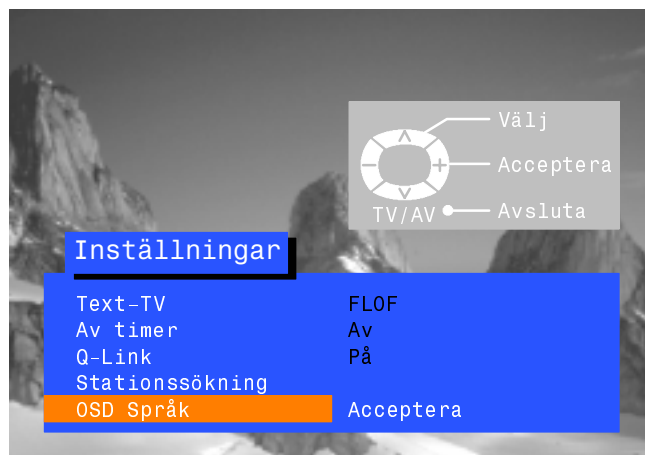 Välj
Acceptera
TV/AV Avsluta
Inställningar
Text-TV FLOF
Av timer Av
Q-Link På
Stationssökning
OSD Språk Acceptera